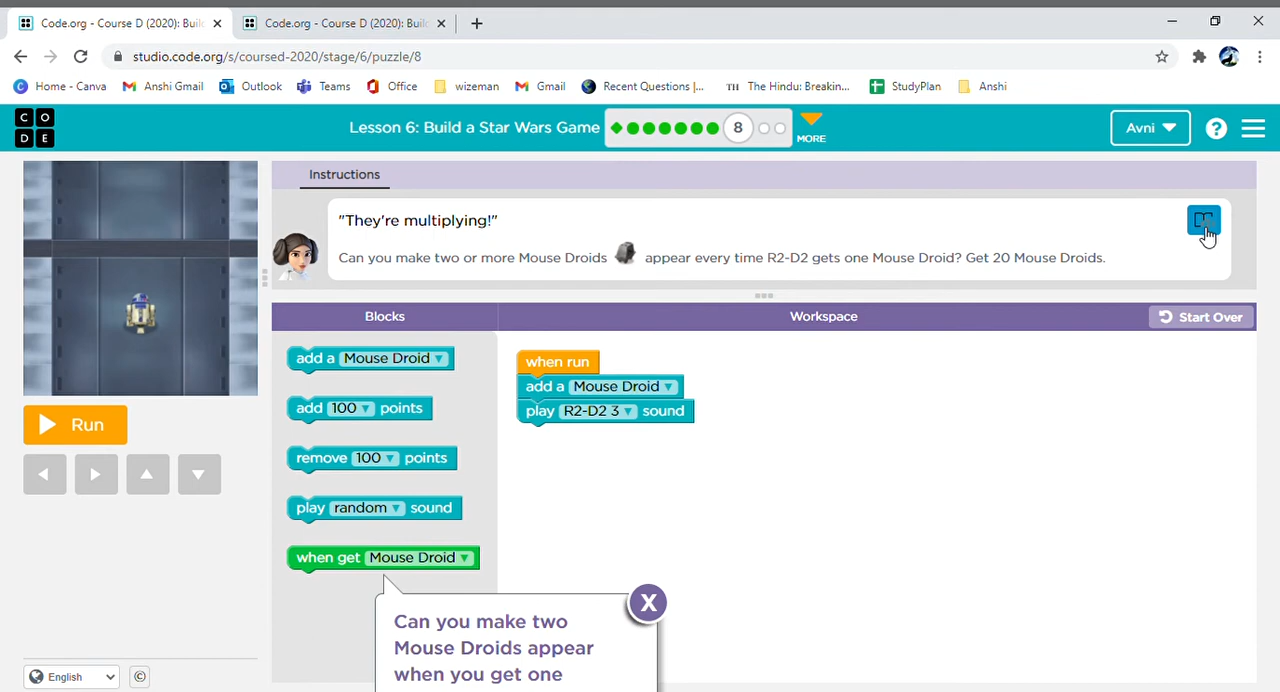 Code.org - Course D (2020): Buil
Code.org - Course D (2020): Buil
studio.code.org/s/coursed-2020/stage/6/puzzle/8
Home - Canva Anshi Gmail Outlook Teams Office wizeman Gmail Recent Questions |... TH The Hindu: Breakin... StudyPlan Anshi
C O
D E
Lesson 6: Build a Star Wars Game
8
MORE
Avni
?
Instructions
"They're multiplying!"
Can you make two or more Mouse Droids appear every time R2-D2 gets one Mouse Droid? Get 20 Mouse Droids.
Blocks
Workspace
Start Over
Run
add a Mouse Droid
add 100 points
remove 100 points
play random sound
when get Mouse Droid
when run
add a Mouse Droid
play R2-D2 3 sound
X
Can you make two
Mouse Droids appear
when you get one
English
©